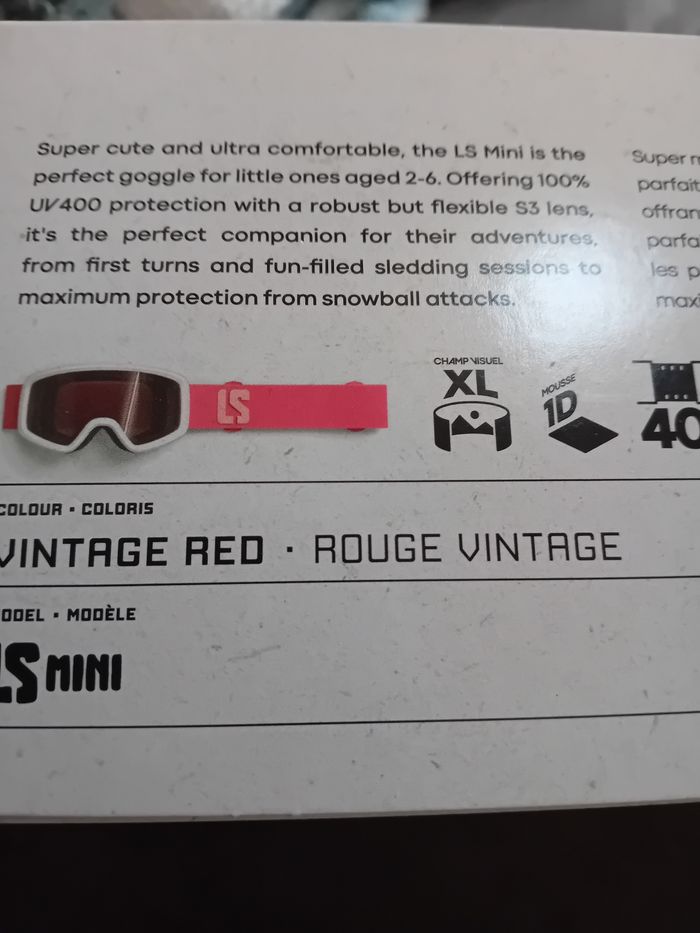 Super cute and ultra comfortable, the LS Mini is the
perfect goggle for little ones aged 2-6. Offering 100%
UV400 protection with a robust but flexible S3 lens,
it's the perfect companion for their adventures,
from first turns and fun-filled sledding sessions to
maximum protection from snowball attacks.
Super
parfait
offran
parfa
les p
maxi
LS
CHAMP VISUEL
XL
MOUSSE
1D
40
COLOUR • COLORIS
VINTAGE RED · ROUGE VINTAGE
ODEL • MODÈLE
LS MINI